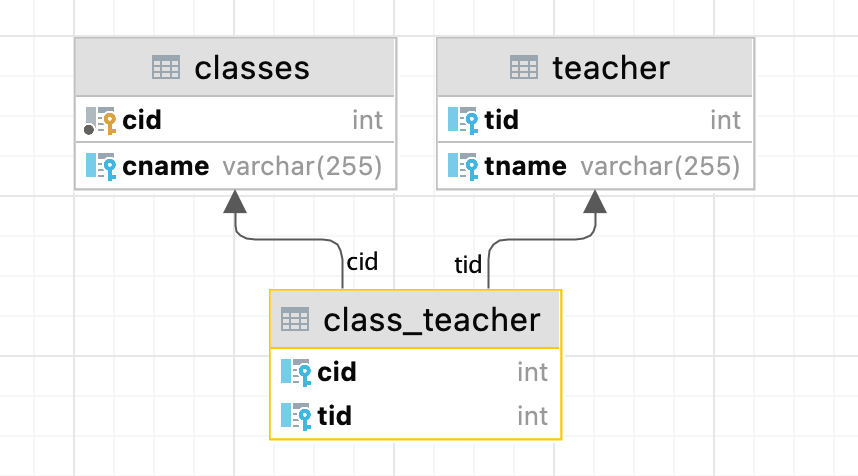 classes
cid int
cname varchar(255)
teacher
tid int
tname varchar(255)
cid
tid
class_teacher
cid int
tid int